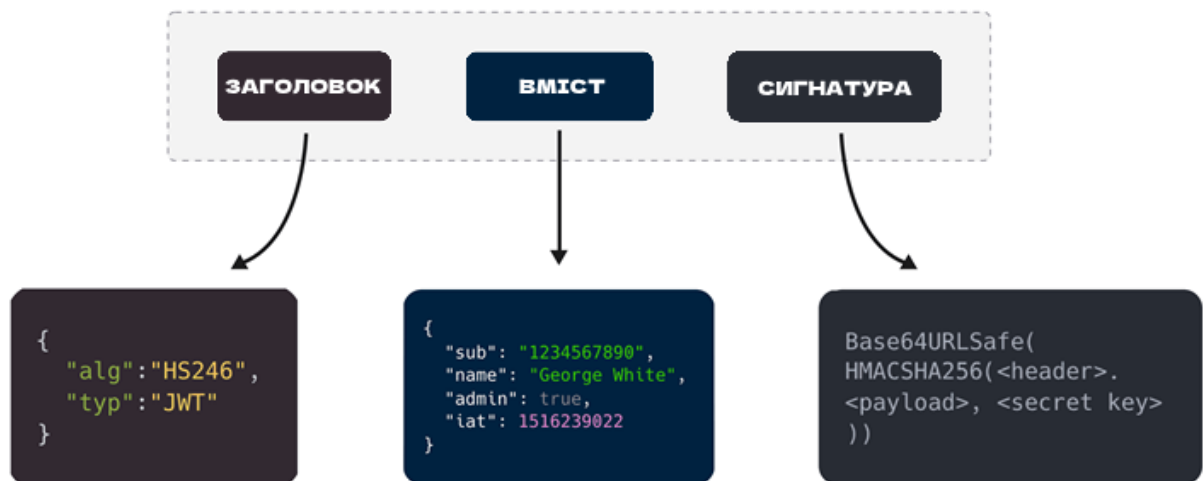 ЗАГОЛОВОК
ВМІСТ
СИГНАТУРА
{
"alg":"HS246",
"typ":"JWT"
}
{
"sub": "1234567890",
"name": "George White",
"admin": true,
"iat": 1516239022
}
Base64URLSafe(
HMACSHA256(<header>.
<payload>, <secret key>
))